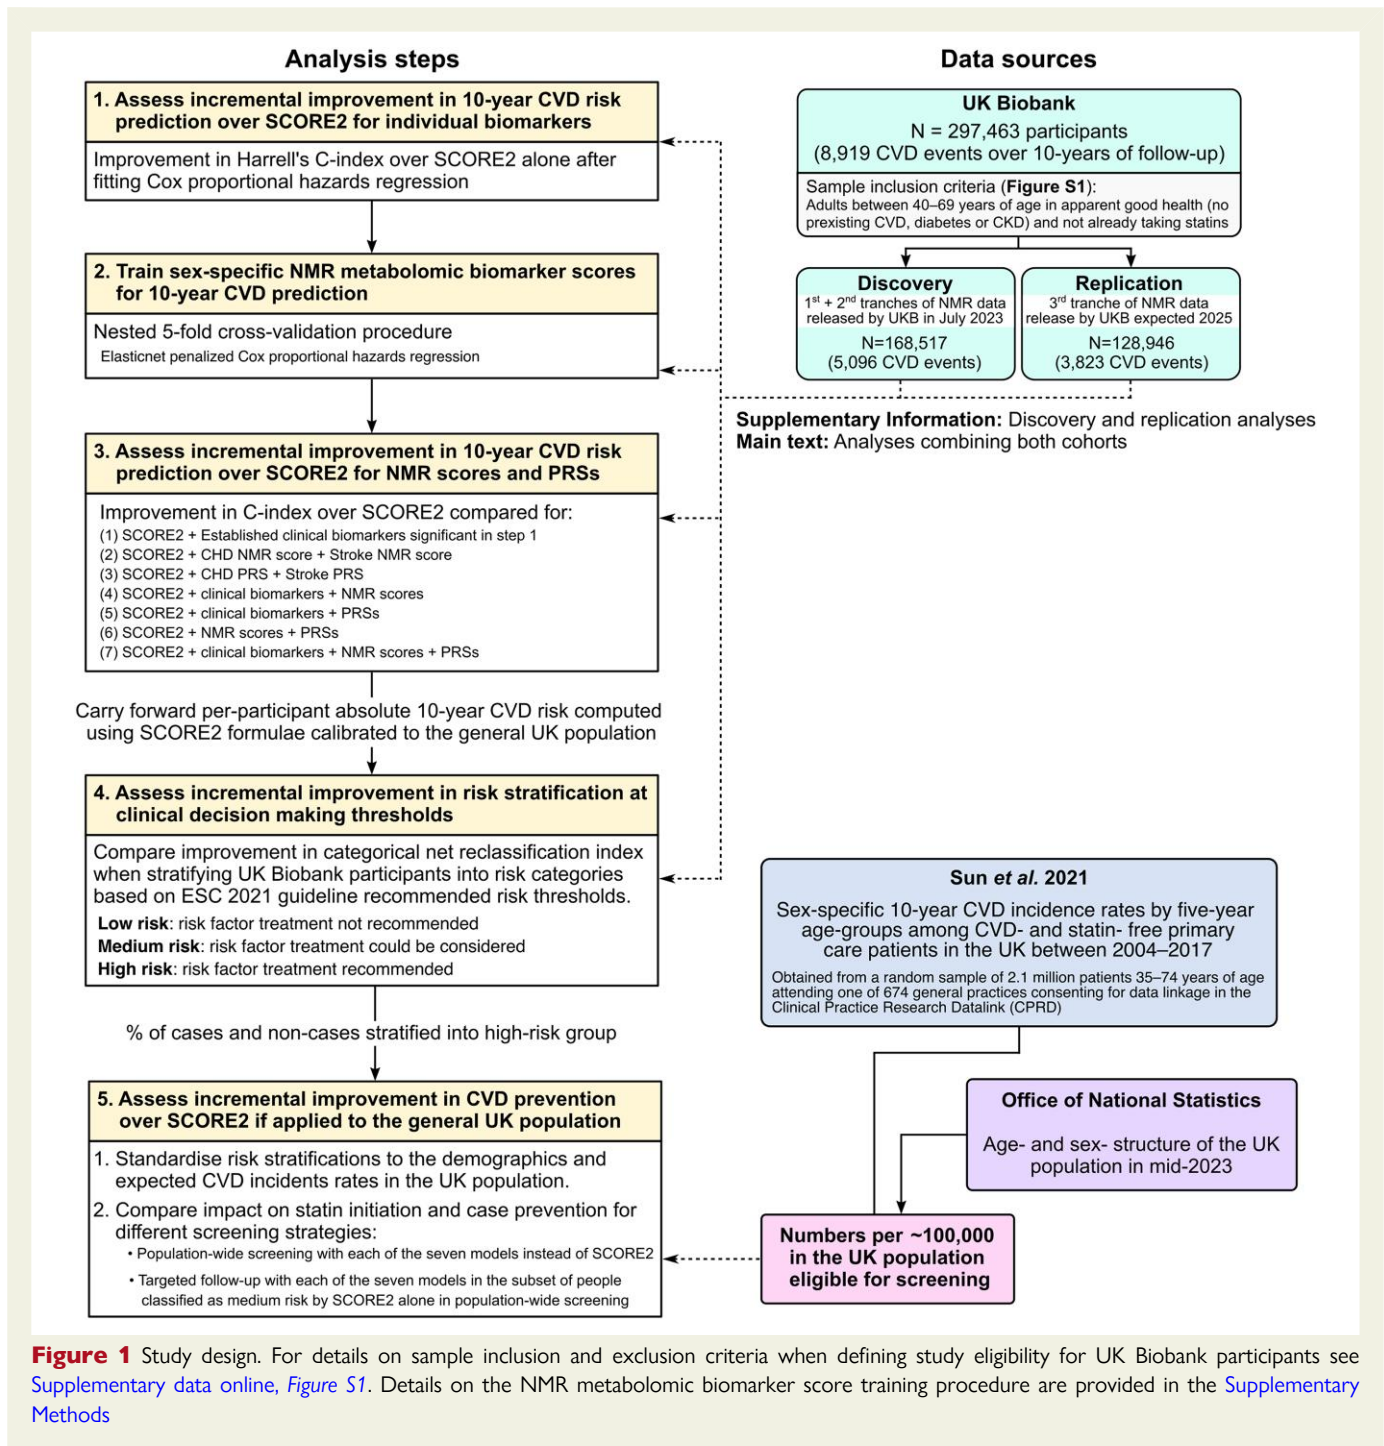 Analysis steps
1. Assess incremental improvement in 10-year CVD risk
prediction over SCORE2 for individual biomarkers
Improvement in Harrell's C-index over SCORE2 alone after
fitting Cox proportional hazards regression
2. Train sex-specific NMR metabolomic biomarker scores
for 10-year CVD prediction
Nested 5-fold cross-validation procedure
Elasticnet penalized Cox proportional hazards regression
3. Assess incremental improvement in 10-year CVD risk
prediction over SCORE2 for NMR scores and PRSs
Improvement in C-index over SCORE2 compared for:
(1) SCORE2 + Established clinical biomarkers significant in step 1
(2) SCORE2 + CHD NMR score + Stroke NMR score
(3) SCORE2 + CHD PRS + Stroke PRS
(4) SCORE2 + clinical biomarkers + NMR scores
(5) SCORE2 + clinical biomarkers + PRSs
(6) SCORE2 + NMR scores + PRSs
(7) SCORE2 + clinical biomarkers + NMR scores + PRSs
Carry forward per-participant absolute 10-year CVD risk computed
using SCORE2 formulae calibrated to the general UK population
4. Assess incremental improvement in risk stratification at
clinical decision making thresholds
Compare improvement in categorical net reclassification index
when stratifying UK Biobank participants into risk categories
based on ESC 2021 guideline recommended risk thresholds.
Low risk: risk factor treatment not recommended
Medium risk: risk factor treatment could be considered
High risk: risk factor treatment recommended
% of cases and non-cases stratified into high-risk group
5. Assess incremental improvement in CVD prevention
over SCORE2 if applied to the general UK population
1. Standardise risk stratifications to the demographics and
expected CVD incidents rates in the UK population.
2. Compare impact on statin initiation and case prevention for
different screening strategies:
• Population-wide screening with each of the seven models instead of SCORE2
• Targeted follow-up with each of the seven models in the subset of people
classified as medium risk by SCORE2 alone in population-wide screening
Data sources
UK Biobank
N = 297,463 participants
(8,919 CVD events over 10-years of follow-up)
Sample inclusion criteria (Figure S1):
Adults between 40–69 years of age in apparent good health (no
prexisting CVD, diabetes or CKD) and not already taking statins
Discovery
1st + 2nd tranches of NMR data
released by UKB in July 2023
N=168,517
(5,096 CVD events)
Replication
3rd tranche of NMR data
release by UKB expected 2025
N=128,946
(3,823 CVD events)
Supplementary Information: Discovery and replication analyses
Main text: Analyses combining both cohorts
Sun et al. 2021
Sex-specific 10-year CVD incidence rates by five-year
age-groups among CVD- and statin- free primary
care patients in the UK between 2004–2017
Obtained from a random sample of 2.1 million patients 35–74 years of age
attending one of 674 general practices consenting for data linkage in the
Clinical Practice Research Datalink (CPRD)
Office of National Statistics
Age- and sex- structure of the UK
population in mid-2023
Numbers per ~100,000
in the UK population
eligible for screening
Figure 1 Study design. For details on sample inclusion and exclusion criteria when defining study eligibility for UK Biobank participants see
Supplementary data online, Figure S1. Details on the NMR metabolomic biomarker score training procedure are provided in the Supplementary
Methods